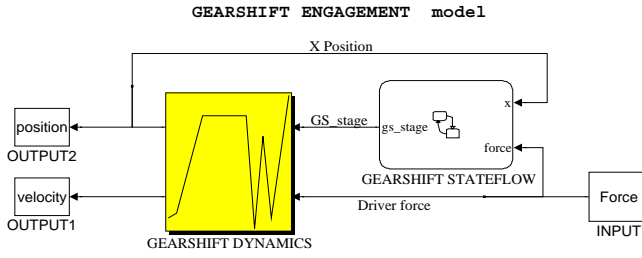 GEARSHIFT ENGAGEMENT model
X Position
x
position
GS_stage
gs_stage
OUTPUT2
force
GEARSHIFT STATEFLOW
velocity
Driver force
Force
OUTPUT1
INPUT
GEARSHIFT DYNAMICS